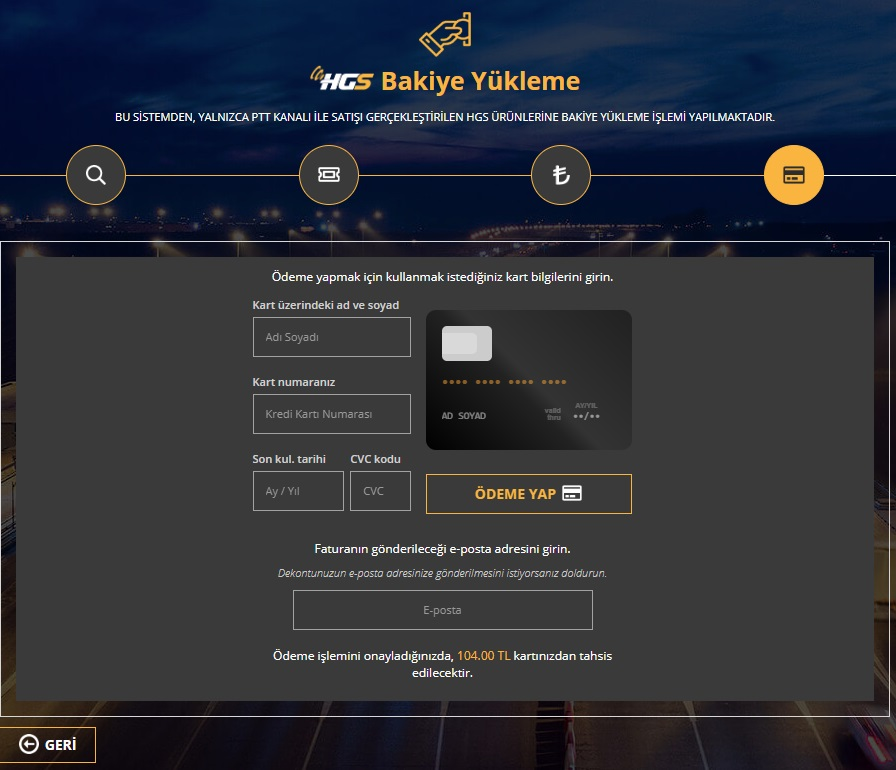 HGS Bakiye Yükleme
BU SİSTEMDEN, YALNIZCA PTT KANALI İLE SATIŞI GERÇEKLEŞTİRİLEN HGS ÜRÜNLERİNE BAKİYE YÜKLEME İŞLEMİ YAPILMAKTADIR.
Ödeme yapmak için kullanmak istediğiniz kart bilgilerini girin.
Kart üzerindeki ad ve soyad
Adı Soyadı
Kart numaranız
Kredi Kartı Numarası
Son kul. tarihi CVC kodu
Ay / Yıl CVC
•••• •••• •••• ••••
AY/YIL
AD SOYAD valid thru ••/••
ÖDEME YAP
Faturanın gönderileceği e-posta adresini girin.
Dekontunuzun e-posta adresinize gönderilmesini istiyorsanız doldurun.
E-posta
Ödeme işlemini onayladığınızda, 104.00 TL kartınızdan tahsis
edilecektir.
GERİ